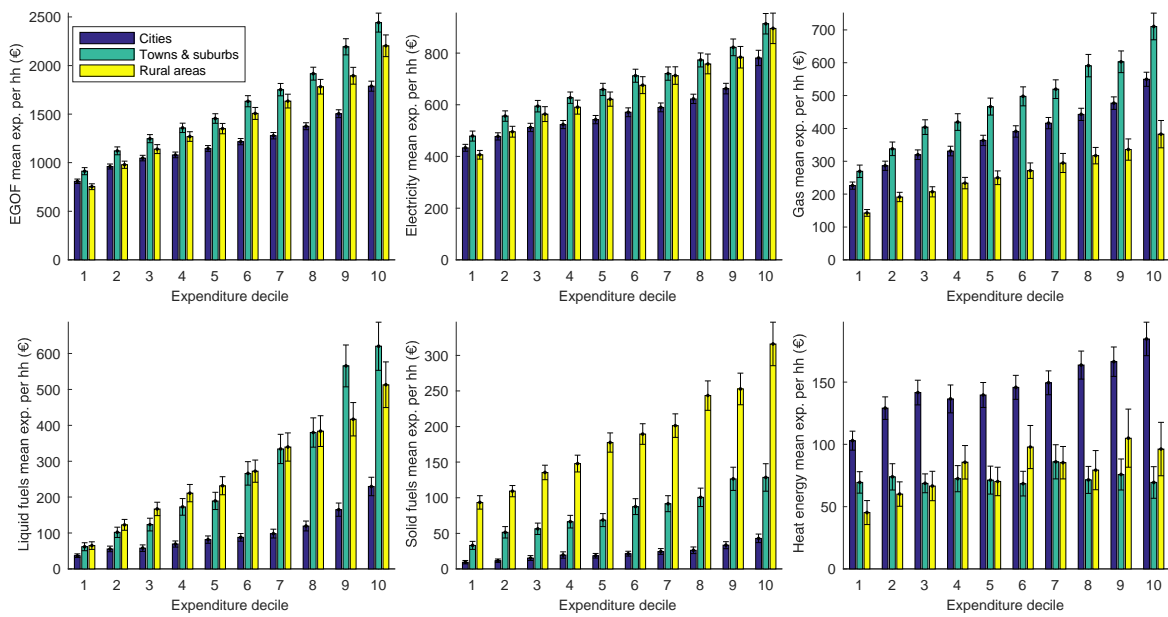 EGOF mean exp. per hh (€)
2500
2000
1500
1000
500
0
Cities
Towns & suburbs
Rural areas
1 2 3 4 5 6 7 8 9 10
Expenditure decile
Electricity mean exp. per hh (€)
800
600
400
200
0
1 2 3 4 5 6 7 8 9 10
Expenditure decile
Gas mean exp. per hh (€)
700
600
500
400
300
200
100
0
1 2 3 4 5 6 7 8 9 10
Expenditure decile
Liquid fuels mean exp. per hh (€)
600
500
400
300
200
100
0
1 2 3 4 5 6 7 8 9 10
Expenditure decile
Solid fuels mean exp. per hh (€)
300
250
200
150
100
50
0
1 2 3 4 5 6 7 8 9 10
Expenditure decile
Heat energy mean exp. per hh (€)
150
100
50
0
1 2 3 4 5 6 7 8 9 10
Expenditure decile